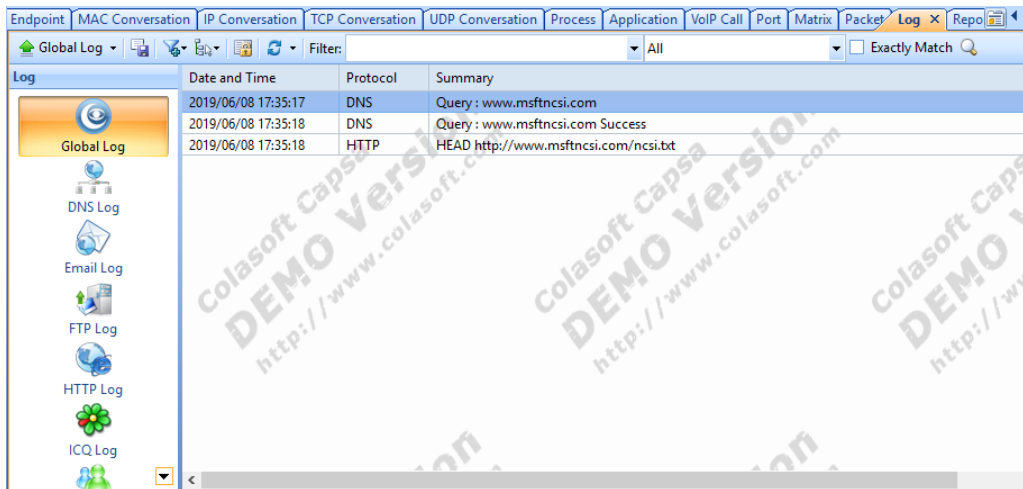 Endpoint MAC Conversation IP Conversation TCP Conversation UDP Conversation Process Application VoIP Call Port Matrix Packet Log Repo
Global Log Filter: All Exactly Match
Log
Date and Time Protocol Summary
2019/06/08 17:35:17 DNS Query : www.msftncsi.com
2019/06/08 17:35:18 DNS Query : www.msftncsi.com Success
2019/06/08 17:35:18 HTTP HEAD http://www.msftncsi.com/ncsi.txt
Global Log
DNS Log
Email Log
FTP Log
HTTP Log
ICQ Log
Colasoft Capsa
DEMO Version
http://www.colasoft.com
Colasoft Capsa
DEMO Version
http://www.colasoft.com
Colasoft Caps
DEMO
http://www